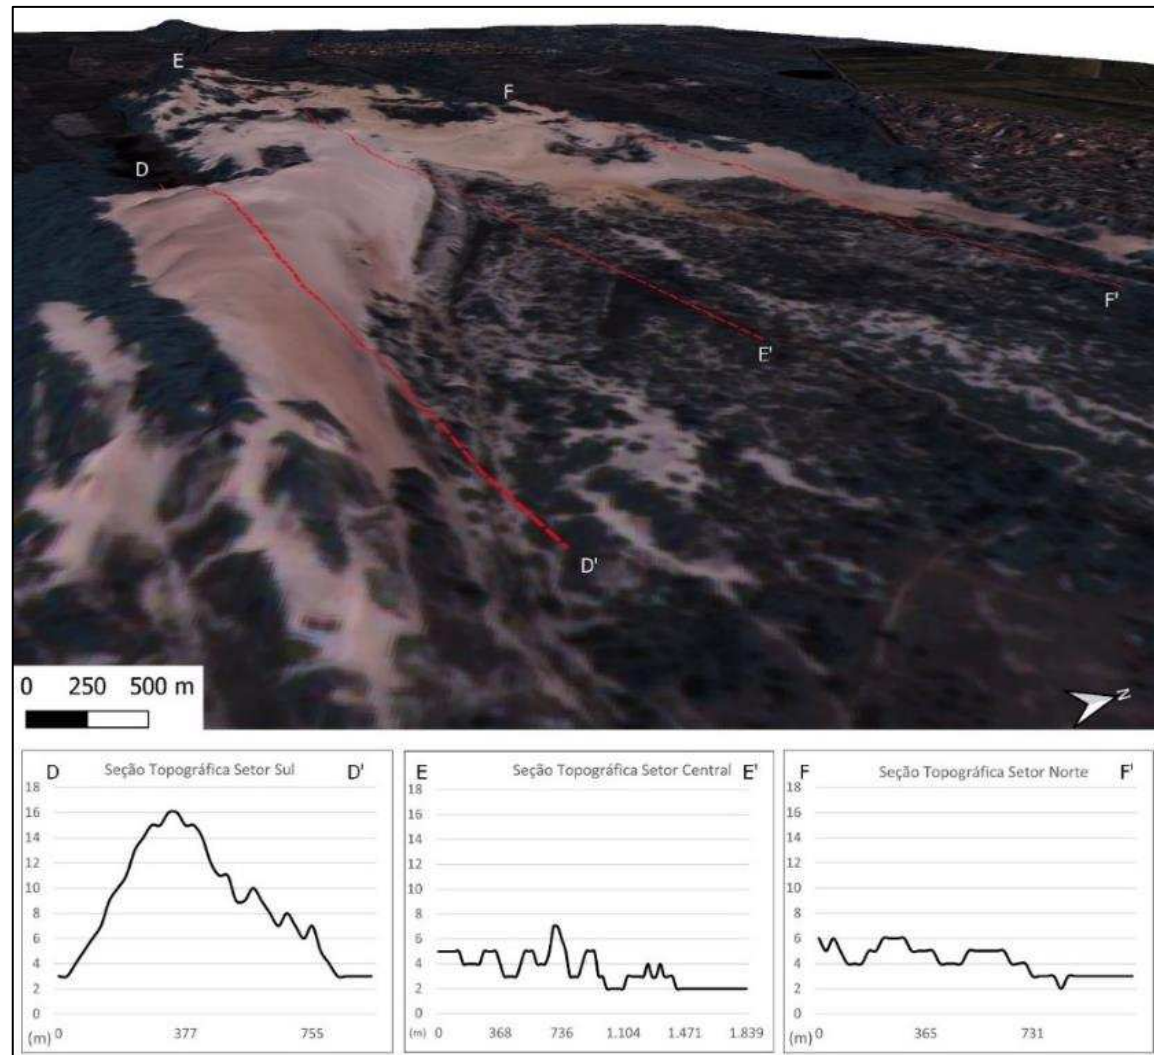 E
F
D
F'
E'
D'
0 250 500 m
N
D Seção Topográfica Setor Sul D'
18
16
14
12
10
8
6
4
2
(m) 0 377 755
E Seção Topográfica Setor Central E'
18
16
14
12
10
8
6
4
2
(m) 0 368 736 1.104 1.471 1.839
F Seção Topográfica Setor Norte F'
18
16
14
12
10
8
6
4
2
(m) 0 365 731